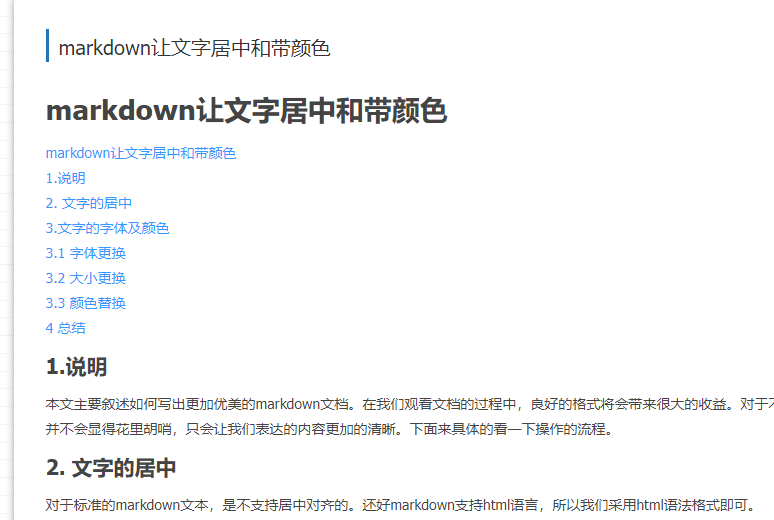 markdown让文字居中和带颜色
markdown让文字居中和带颜色
markdown让文字居中和带颜色
1.说明
2. 文字的居中
3.文字的字体及颜色
3.1 字体更换
3.2 大小更换
3.3 颜色替换
4 总结
1.说明
本文主要叙述如何写出更加优美的markdown文档。在我们观看文档的过程中，良好的格式将会带来很大的收益。对于
并不会显得花里胡哨，只会让我们表达的内容更加的清晰。下面来具体的看一下操作的流程。
2. 文字的居中
对于标准的markdown文本，是不支持居中对齐的。还好markdown支持html语言，所以我们采用html语法格式即可。